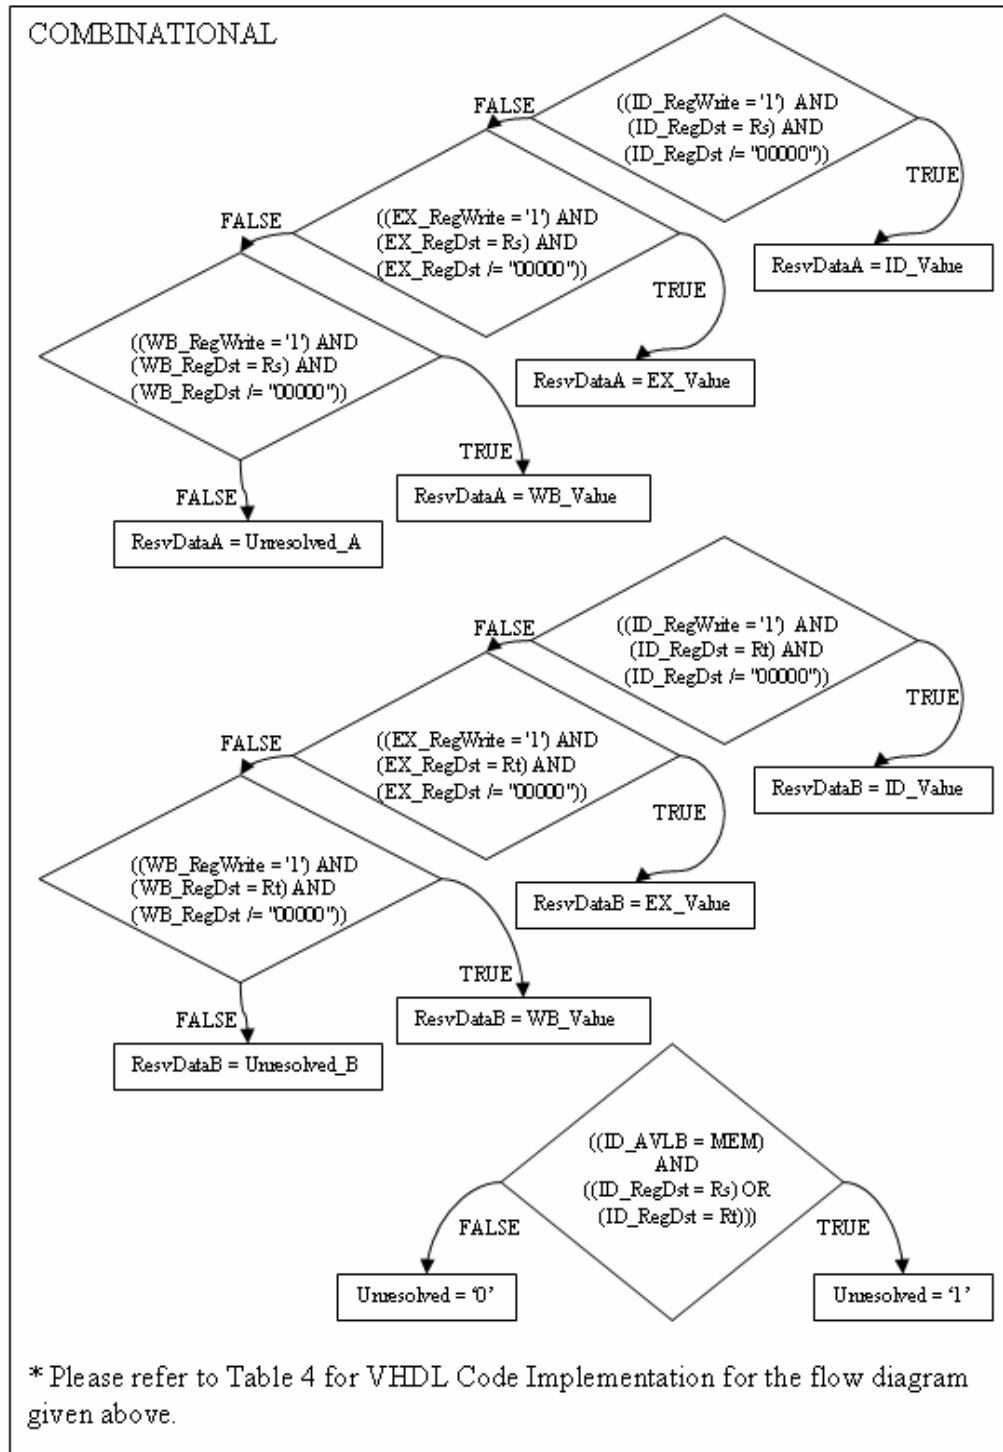 COMBINATIONAL
FALSE
((ID_RegWrite = '1') AND
(ID_RegDst = Rs) AND
(ID_RegDst /= "00000"))
TRUE
ResvDataA = ID_Value
FALSE
((EX_RegWrite = '1') AND
(EX_RegDst = Rs) AND
(EX_RegDst /= "00000"))
TRUE
ResvDataA = EX_Value
((WB_RegWrite = '1') AND
(WB_RegDst = Rs) AND
(WB_RegDst /= "00000"))
TRUE
ResvDataA = WB_Value
FALSE
ResvDataA = Unresolved_A
FALSE
((ID_RegWrite = '1') AND
(ID_RegDst = Rt) AND
(ID_RegDst /= "00000"))
TRUE
ResvDataB = ID_Value
FALSE
((EX_RegWrite = '1') AND
(EX_RegDst = Rt) AND
(EX_RegDst /= "00000"))
TRUE
ResvDataB = EX_Value
((WB_RegWrite = '1') AND
(WB_RegDst = Rt) AND
(WB_RegDst /= "00000"))
TRUE
ResvDataB = WB_Value
FALSE
ResvDataB = Unresolved_B
((ID_AVLB = MEM)
AND
((ID_RegDst = Rs) OR
(ID_RegDst = Rt)))
FALSE
TRUE
Unresolved = ‘0’
Unresolved = ‘1’
* Please refer to Table 4 for VHDL Code Implementation for the flow diagram
given above.